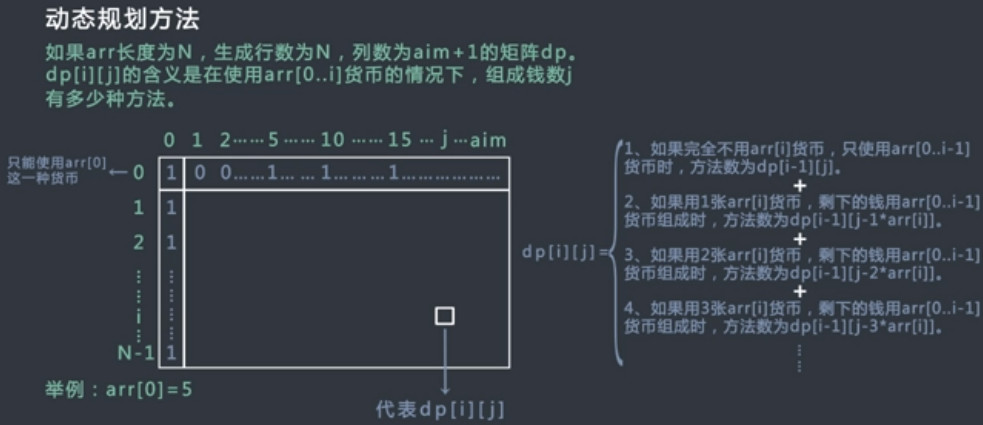 动态规划方法
如果arr长度为N，生成行数为N，列数为aim+1的矩阵dp。
dp[i][j]的含义是在使用arr[0..i]货币的情况下，组成钱数j
有多少种方法。
0 1 2……5……10……15…j…aim
只能使用arr[0]
这一种货币
←0 1 0 0……1……1……1……………
1 1
2 1
⋮ ⋮
i ⋮
⋮ ⋮
N-1 1
举例：arr[0]=5
代表dp[i][j]
dp[i][j]=
1、如果完全不用arr[i]货币，只使用arr[0..i-1]
货币时，方法数为dp[i-1][j]。
+
2、如果用1张arr[i]货币，剩下的钱用arr[0..i-1]
货币组成时，方法数为dp[i-1][j-1*arr[i]]。
+
3、如果用2张arr[i]货币，剩下的钱用arr[0..i-1]
货币组成时，方法数为dp[i-1][j-2*arr[i]]。
+
4、如果用3张arr[i]货币，剩下的钱用arr[0..i-1]
货币组成时，方法数为dp[i-1][j-3*arr[i]]。
⋮